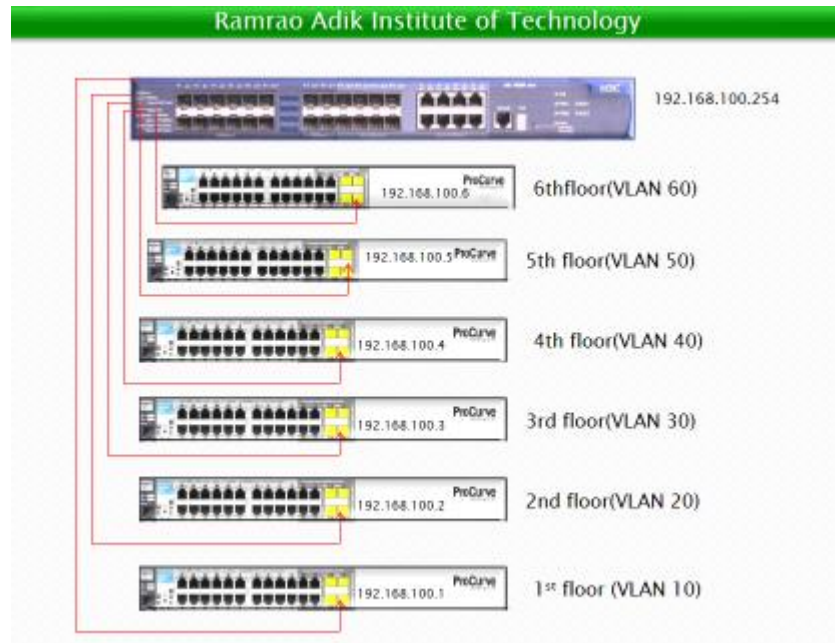 Ramrao Adik Institute of Technology
192.168.100.254
ProCurve
192.168.100.6
6thfloor(VLAN 60)
192.168.100.5
ProCurve
5th floor(VLAN 50)
ProCurve
192.168.100.4
4th floor(VLAN 40)
ProCurve
192.168.100.3
3rd floor(VLAN 30)
ProCurve
192.168.100.2
2nd floor(VLAN 20)
ProCurve
192.168.100.1
1st floor (VLAN 10)